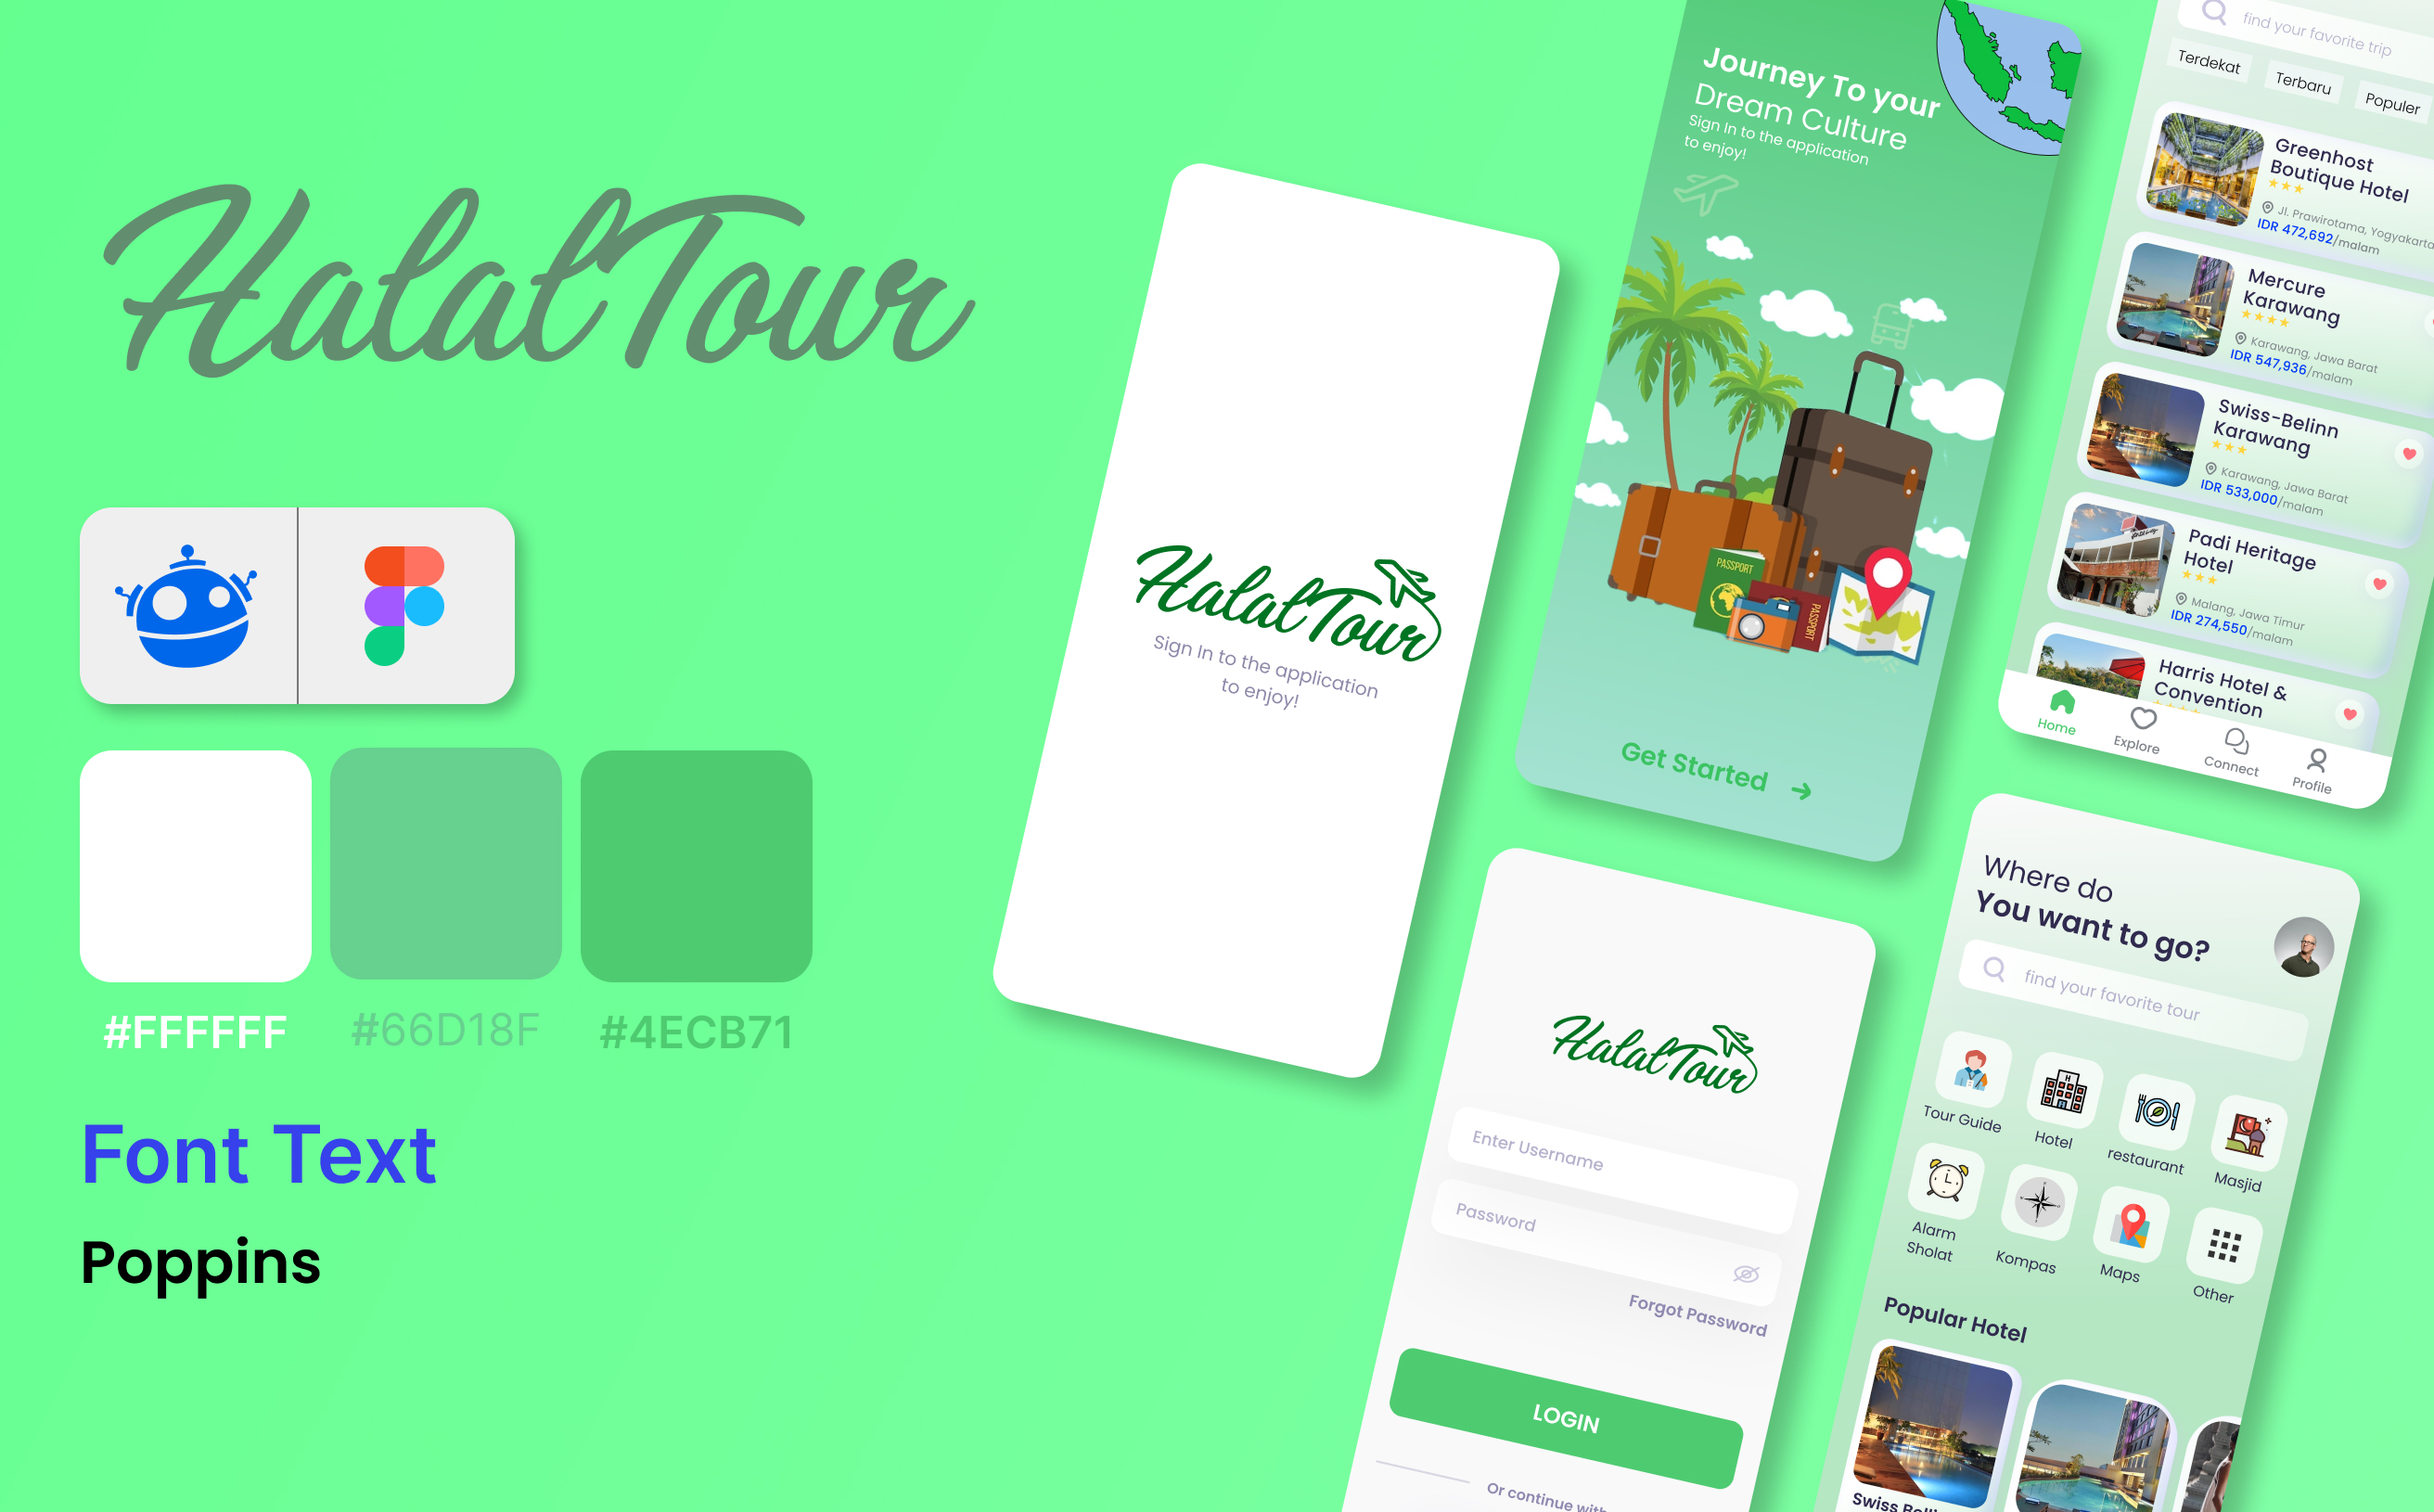 HalalTour
#FFFFFF
#66D18F
#4ECB71
Font Text
Poppins
HalalTour
Sign In to the application
to enjoy!
Journey To your
Dream Culture
Sign In to the application
to enjoy!
PASSPORT
PASSPORT
Get Started
find your favorite trip
Terdekat
Terbaru
Populer
Greenhost
Boutique Hotel
Jl. Prawirotama, Yogyakarta
IDR 472,692/malam
Mercure
Karawang
Karawang, Jawa Barat
IDR 547,936/malam
Swiss-Belinn
Karawang
Karawang, Jawa Barat
IDR 533,000/malam
Padi Heritage
Hotel
Malang, Jawa Timur
IDR 274,550/malam
Harris Hotel &
Convention
Home
Explore
Connect
Profile
HalalTour
Enter Username
Password
Forgot Password
LOGIN
Or continue with
Where do
You want to go?
find your favorite tour
Tour Guide
Hotel
restaurant
Masjid
Alarm
Sholat
Kompas
Maps
Other
Popular Hotel
Swiss